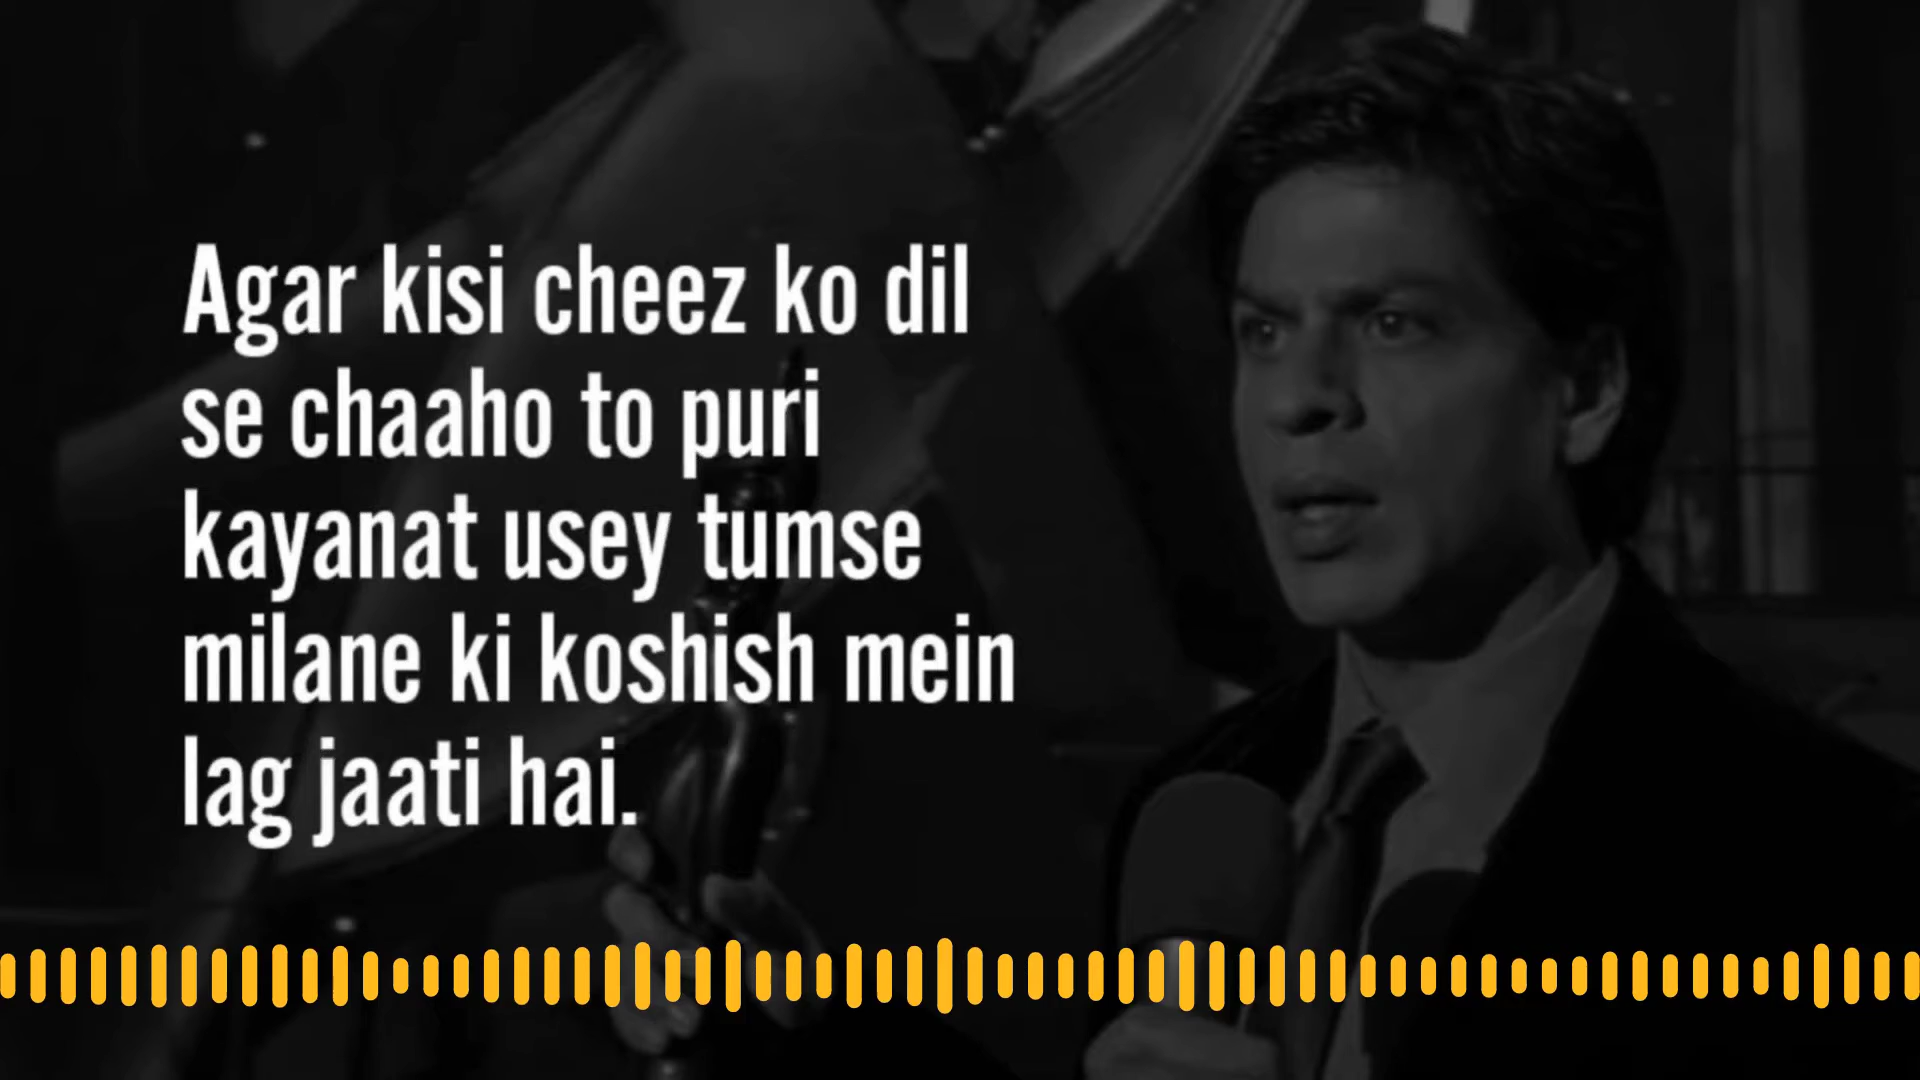 Agar kisi cheez ko dil
se chaaho to puri
kayanat usey tumse
milane ki koshish mein
lag jaati hai.